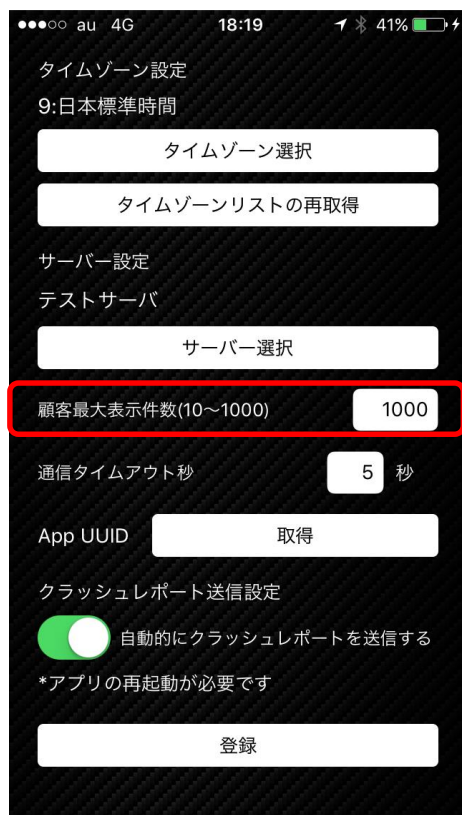 au 4G 18:19 41%
タイムゾーン設定
9:日本標準時間
タイムゾーン選択
タイムゾーンリストの再取得
サーバー設定
テストサーバ
サーバー選択
顧客最大表示件数(10〜1000) 1000
通信タイムアウト秒 5 秒
App UUID 取得
クラッシュレポート送信設定
自動的にクラッシュレポートを送信する
*アプリの再起動が必要です
登録